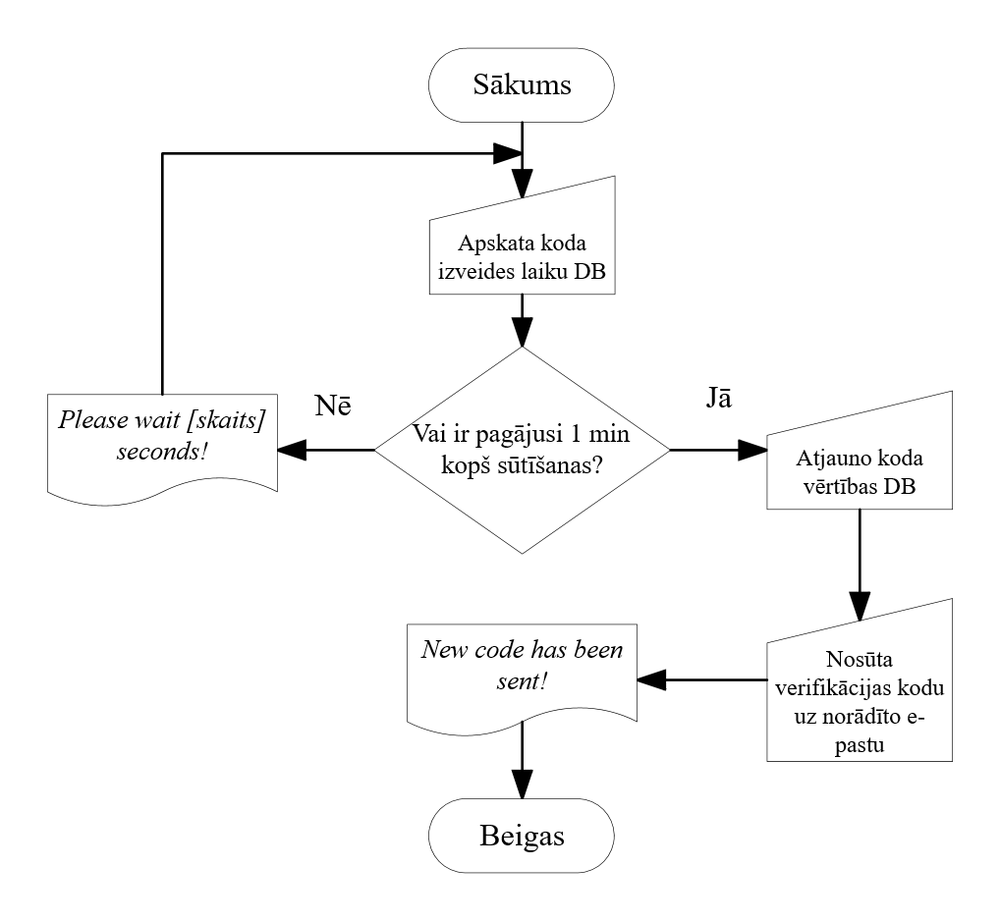 Sākums
Apskata koda
izveides laiku DB
Nē
Jā
Please wait [skaits]
seconds!
Vai ir pagājusi 1 min
kopš sūtīšanas?
Atjauno koda
vērtības DB
New code has been
sent!
Nosūta
verifikācijas kodu
uz norādīto e-
pastu
Beigas